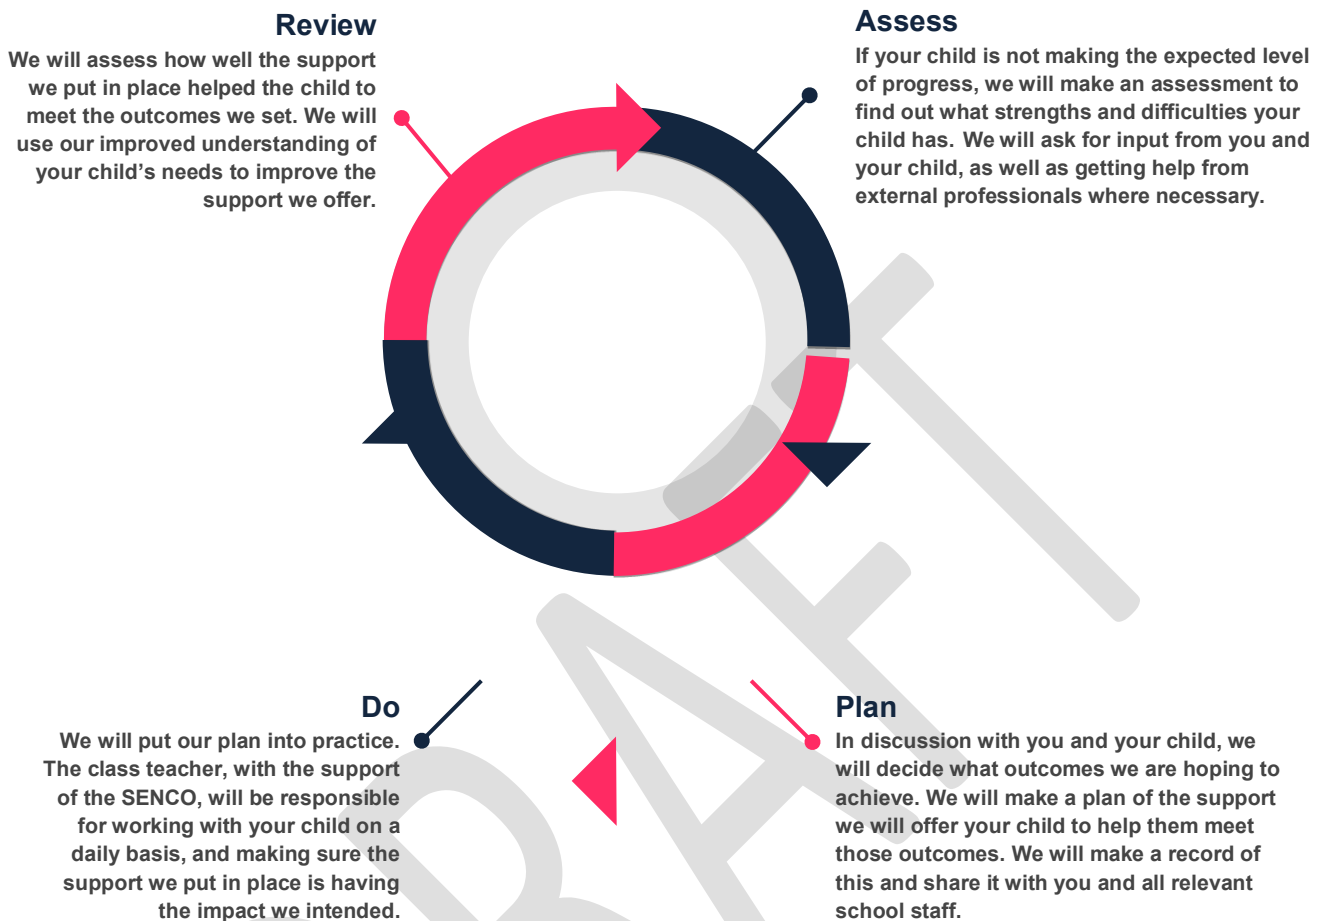 Review
We will assess how well the support
we put in place helped the child to
meet the outcomes we set. We will
use our improved understanding of
your child’s needs to improve the
support we offer.
Assess
If your child is not making the expected level
of progress, we will make an assessment to
find out what strengths and difficulties your
child has. We will ask for input from you and
your child, as well as getting help from
external professionals where necessary.
Do
We will put our plan into practice.
The class teacher, with the support
of the SENCO, will be responsible
for working with your child on a
daily basis, and making sure the
support we put in place is having
the impact we intended.
Plan
In discussion with you and your child, we
will decide what outcomes we are hoping to
achieve. We will make a plan of the support
we will offer your child to help them meet
those outcomes. We will make a record of
this and share it with you and all relevant
school staff.
RAFT